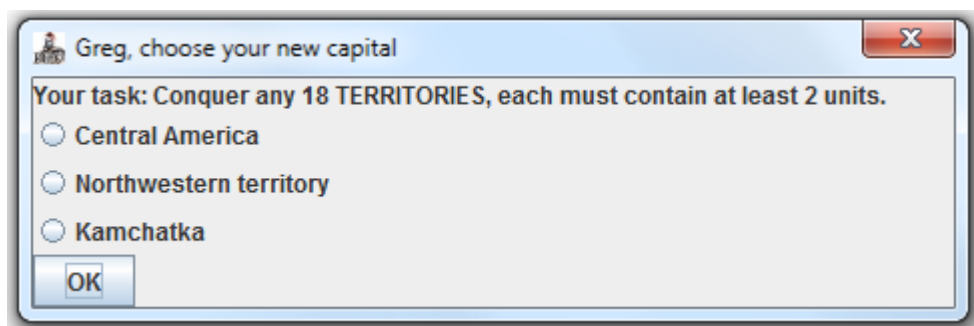 Greg, choose your new capital
Your task: Conquer any 18 TERRITORIES, each must contain at least 2 units.
Central America
Northwestern territory
Kamchatka
OK